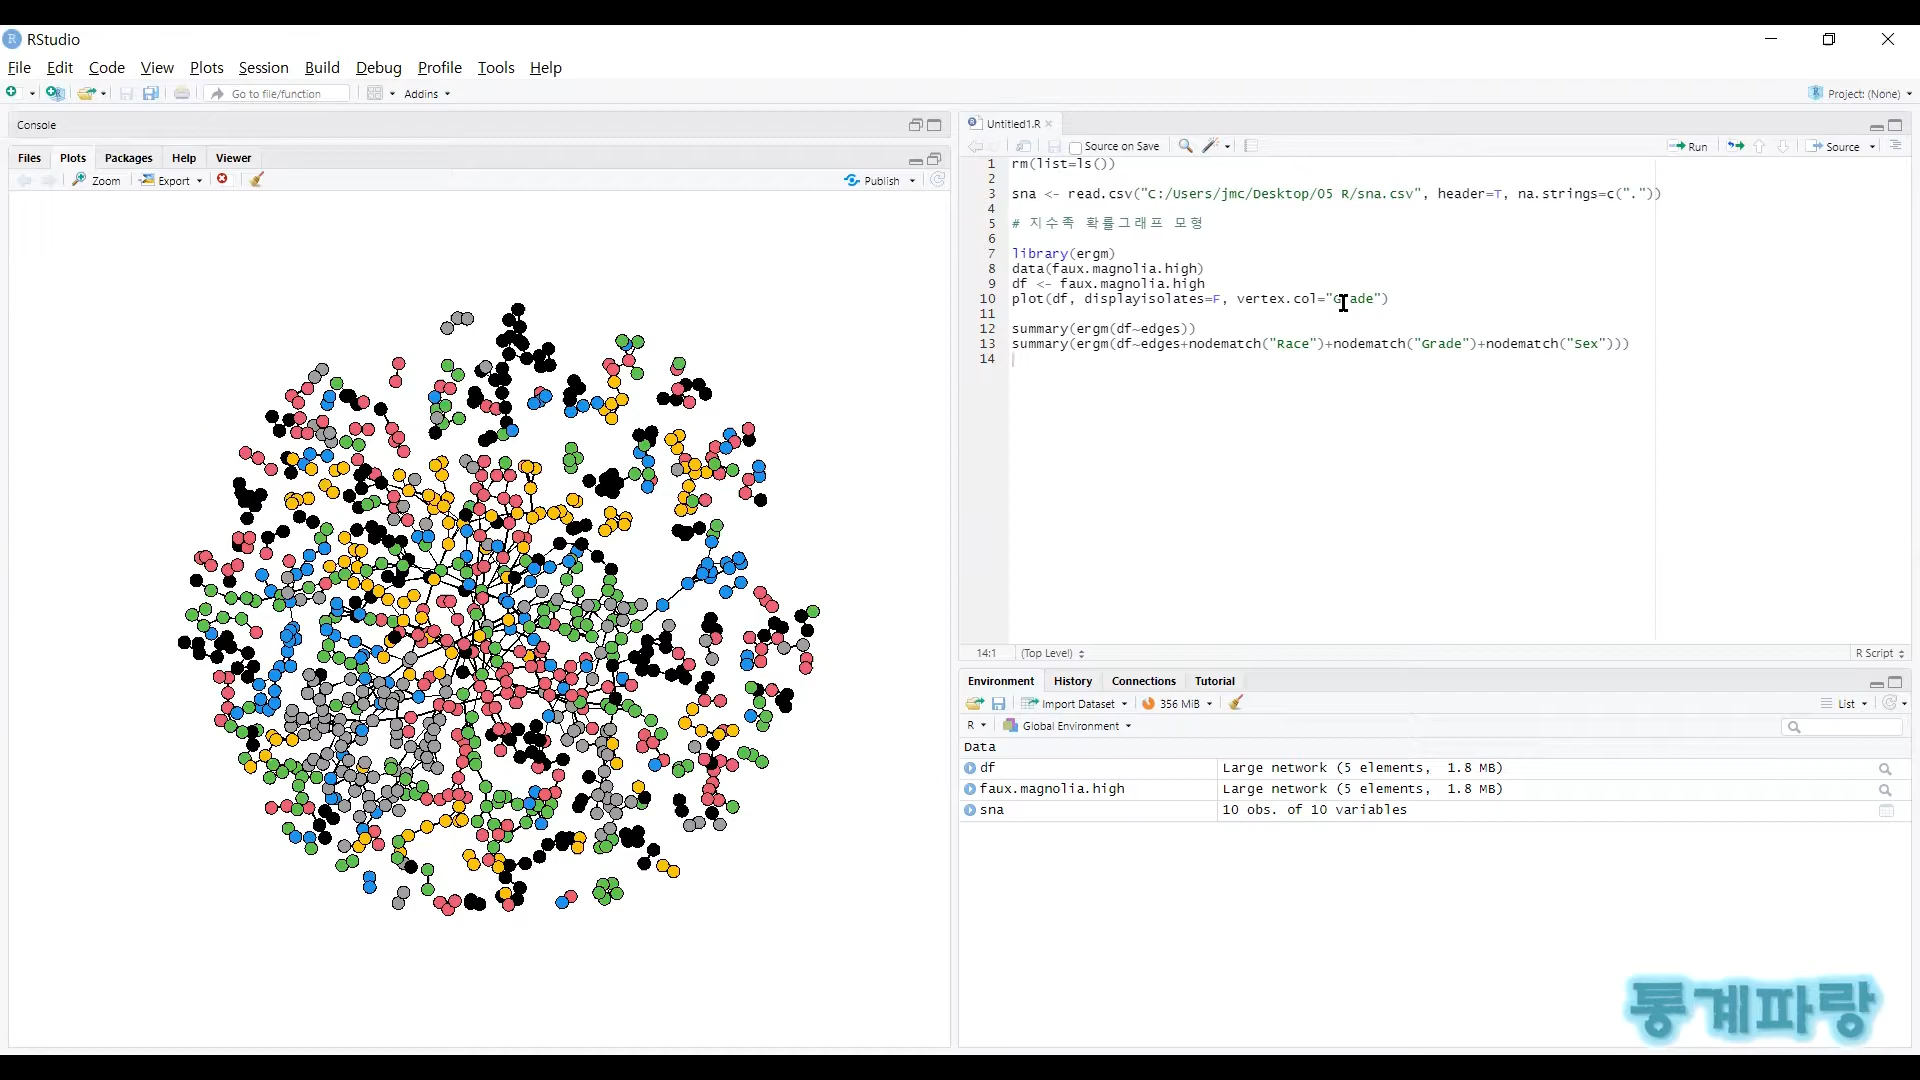 RStudio
File Edit Code View Plots Session Build Debug Profile Tools Help
Go to file/function Addins Project: (None)
Console
Files Plots Packages Help Viewer
Zoom Export Publish
Untitled1.R
Source on Save Run Source
1 rm(list=ls())
2
3 sna <- read.csv("C:/Users/jmc/Desktop/05 R/sna.csv", header=T, na.strings=c("."))
4
5 # 지수족 확률그래프 모형
6
7 library(ergm)
8 data(faux.magnolia.high)
9 df <- faux.magnolia.high
10 plot(df, displayisolates=F, vertex.col="Grade")
11
12 summary(ergm(df~edges))
13 summary(ergm(df~edges+nodematch("Race")+nodematch("Grade")+nodematch("Sex")))
14
14:1 (Top Level) R Script
Environment History Connections Tutorial
Import Dataset 356 MiB List
R Global Environment
Data
df Large network (5 elements, 1.8 MB)
faux.magnolia.high Large network (5 elements, 1.8 MB)
sna 10 obs. of 10 variables
통계파랑